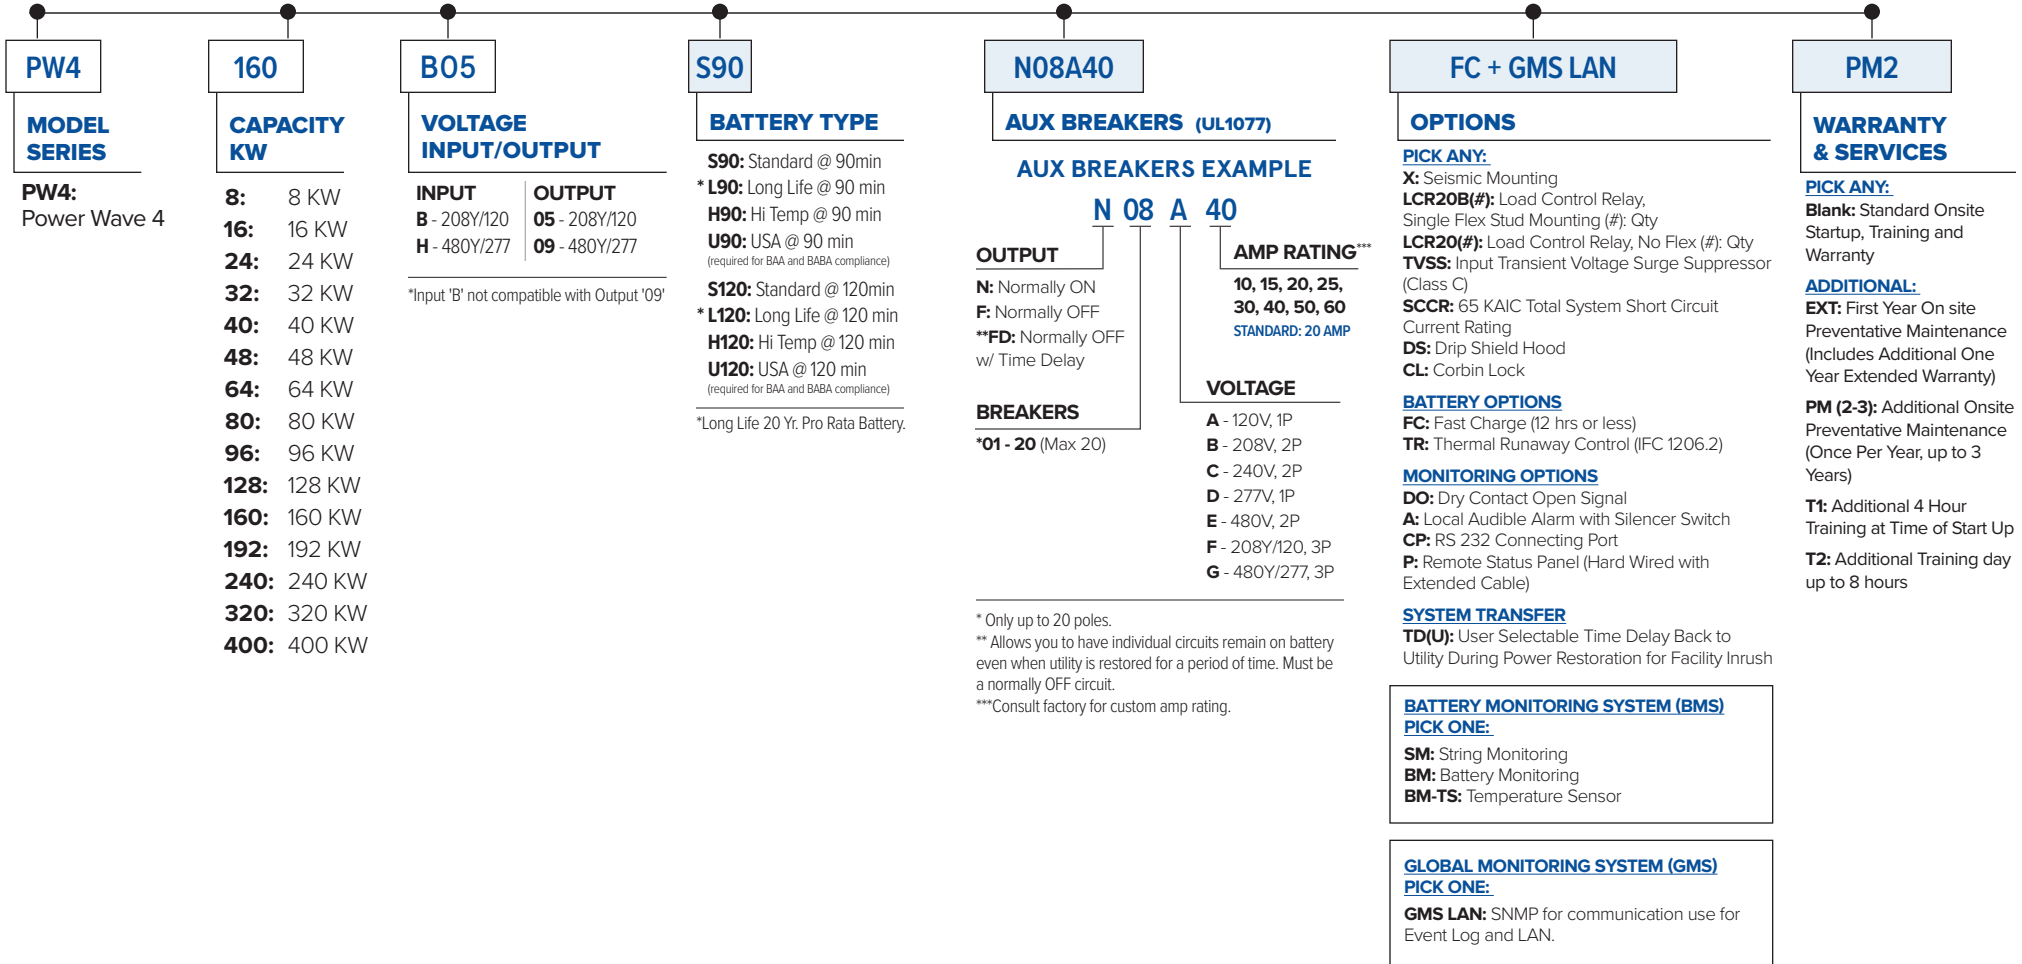 PW4
160
B05
S90
N08A40
FC + GMS LAN
PM2
MODEL
SERIES
PW4:
Power Wave 4
CAPACITY
KW
8: 8 KW
16: 16 KW
24: 24 KW
32: 32 KW
40: 40 KW
48: 48 KW
64: 64 KW
80: 80 KW
96: 96 KW
128: 128 KW
160: 160 KW
192: 192 KW
240: 240 KW
320: 320 KW
400: 400 KW
VOLTAGE
INPUT/OUTPUT
INPUT
B - 208Y/120
H - 480Y/277
OUTPUT
05 - 208Y/120
09 - 480Y/277
*Input 'B' not compatible with Output '09'
BATTERY TYPE
S90: Standard @ 90min
* L90: Long Life @ 90 min
H90: Hi Temp @ 90 min
U90: USA @ 90 min
(required for BAA and BABA compliance)
S120: Standard @ 120min
* L120: Long Life @ 120 min
H120: Hi Temp @ 120 min
U120: USA @ 120 min
(required for BAA and BABA compliance)
*Long Life 20 Yr. Pro Rata Battery.
AUX BREAKERS (UL1077)
AUX BREAKERS EXAMPLE
N 08 A 40
OUTPUT
N: Normally ON
F: Normally OFF
**FD: Normally OFF
w/ Time Delay
BREAKERS
*01 - 20 (Max 20)
AMP RATING***
10, 15, 20, 25,
30, 40, 50, 60
STANDARD: 20 AMP
VOLTAGE
A - 120V, 1P
B - 208V, 2P
C - 240V, 2P
D - 277V, 1P
E - 480V, 2P
F - 208Y/120, 3P
G - 480Y/277, 3P
* Only up to 20 poles.
** Allows you to have individual circuits remain on battery
even when utility is restored for a period of time. Must be
a normally OFF circuit.
***Consult factory for custom amp rating.
OPTIONS
PICK ANY:
X: Seismic Mounting
LCR20B(#): Load Control Relay,
Single Flex Stud Mounting (#): Qty
LCR20(#): Load Control Relay, No Flex (#): Qty
TVSS: Input Transient Voltage Surge Suppressor
(Class C)
SCCR: 65 KAIC Total System Short Circuit
Current Rating
DS: Drip Shield Hood
CL: Corbin Lock
BATTERY OPTIONS
FC: Fast Charge (12 hrs or less)
TR: Thermal Runaway Control (IFC 1206.2)
MONITORING OPTIONS
DO: Dry Contact Open Signal
A: Local Audible Alarm with Silencer Switch
CP: RS 232 Connecting Port
P: Remote Status Panel (Hard Wired with
Extended Cable)
SYSTEM TRANSFER
TD(U): User Selectable Time Delay Back to
Utility During Power Restoration for Facility Inrush
BATTERY MONITORING SYSTEM (BMS)
PICK ONE:
SM: String Monitoring
BM: Battery Monitoring
BM-TS: Temperature Sensor
GLOBAL MONITORING SYSTEM (GMS)
PICK ONE:
GMS LAN: SNMP for communication use for
Event Log and LAN.
WARRANTY
& SERVICES
PICK ANY:
Blank: Standard Onsite
Startup, Training and
Warranty
ADDITIONAL:
EXT: First Year On site
Preventative Maintenance
(Includes Additional One
Year Extended Warranty)
PM (2-3): Additional Onsite
Preventative Maintenance
(Once Per Year, up to 3
Years)
T1: Additional 4 Hour
Training at Time of Start Up
T2: Additional Training day
up to 8 hours